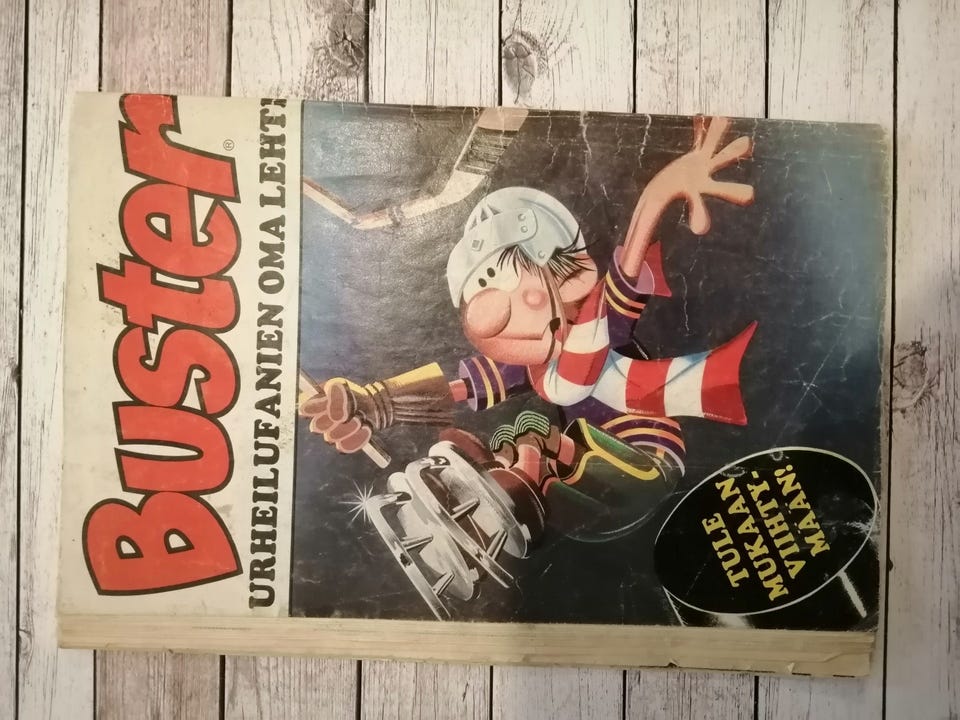 Buster®
URHEILUFANIEN OMA LEHTI
TULE
MUKAAN
VIIHTY-
MAAN!